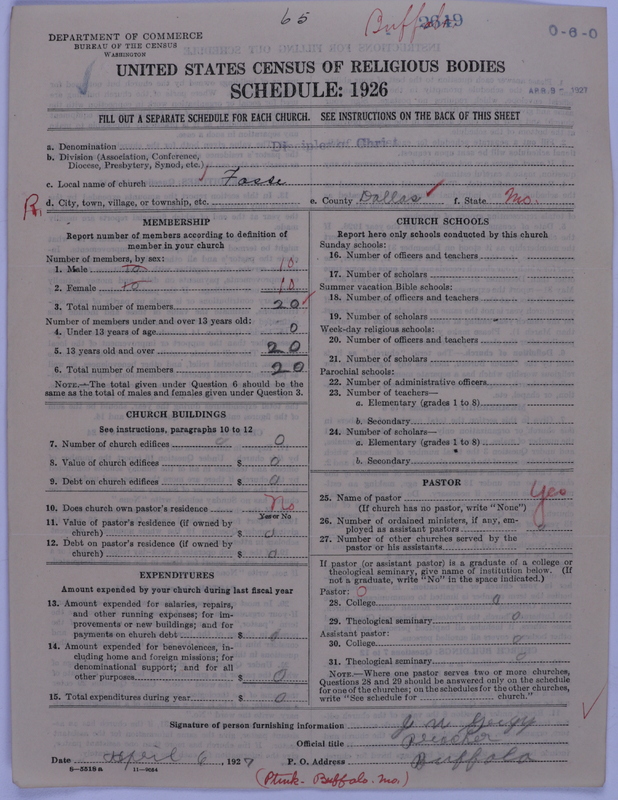 65
Buffalo 2649
0-6-0
DEPARTMENT OF COMMERCE
BUREAU OF THE CENSUS
WASHINGTON
APR 9 1927
UNITED STATES CENSUS OF RELIGIOUS BODIES
SCHEDULE: 1926
FILL OUT A SEPARATE SCHEDULE FOR EACH CHURCH. SEE INSTRUCTIONS ON THE BACK OF THIS SHEET
a. Denomination Disciples of Christ
b. Division (Association, Conference,
Diocese, Presbytery, Synod, etc.)
c. Local name of church Fosse
d. City, town, village, or township, etc. e. County Dallas f. State Mo.
R
MEMBERSHIP
Report number of members according to definition of
member in your church
Number of members, by sex:
1. Male 10 10
2. Female 10 10
3. Total number of members 20
Number of members under and over 13 years old:
4. Under 13 years of age 0
5. 13 years old and over 20
6. Total number of members 20
NOTE.—The total given under Question 6 should be the
same as the total of males and females given under Question 3.
CHURCH BUILDINGS
See instructions, paragraphs 10 to 12
7. Number of church edifices 0 0
8. Value of church edifices $ 0
9. Debt on church edifices $ 0
10. Does church own pastor's residence No
Yes or No
11. Value of pastor's residence (if owned by
church) $ 0
12. Debt on pastor's residence (if owned by
church) $ 0
EXPENDITURES
Amount expended by your church during last fiscal year
13. Amount expended for salaries, repairs,
and other running expenses; for im-
provements or new buildings; and for
payments on church debt $ 0
14. Amount expended for benevolences, in-
cluding home and foreign missions; for
denominational support; and for all
other purposes $ 0
15. Total expenditures during year $ 0
CHURCH SCHOOLS
Report here only schools conducted by this church
Sunday schools:
16. Number of officers and teachers
17. Number of scholars
Summer vacation Bible schools:
18. Number of officers and teachers
19. Number of scholars
Week-day religious schools:
20. Number of officers and teachers
21. Number of scholars
Parochial schools:
22. Number of administrative officers
23. Number of teachers—
a. Elementary (grades 1 to 8)
b. Secondary
24. Number of scholars—
a. Elementary (grades 1 to 8)
b. Secondary
PASTOR
25. Name of pastor Yes
(If church has no pastor, write "None")
26. Number of ordained ministers, if any, em-
ployed as assistant pastors 0
27. Number of other churches served by the
pastor or his assistants
If pastor (or assistant pastor) is a graduate of a college or
theological seminary, give name of institution below. (If
not a graduate, write "No" in the space indicated.)
Pastor: 0
28. College 0
29. Theological seminary 0
Assistant pastor:
30. College 0
31. Theological seminary 0
NOTE.—Where one pastor serves two or more churches,
Questions 28 and 29 should be answered only on the schedule
for one of the churches; on the schedules for the other churches,
write "See schedule for church."
Signature of person furnishing information J N
Official title Preacher
Date April 6, 1927 P. O. Address Buffalo
8—5518 a 11—9054
Buffalo. Mo.)